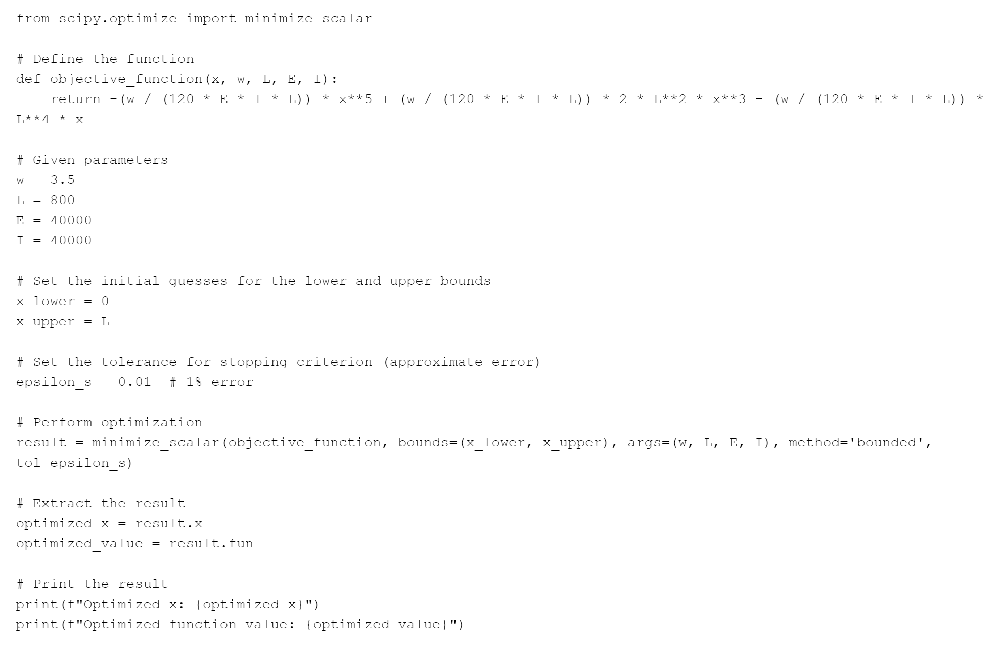 from scipy.optimize import minimize_scalar
# Define the function
def objective_function(x, w, L, E, I):
    return -(w / (120 * E * I * L)) * x**5 + (w / (120 * E * I * L)) * 2 * L**2 * x**3 - (w / (120 * E * I * L)) *
L**4 * x
# Given parameters
w = 3.5
L = 800
E = 40000
I = 40000
# Set the initial guesses for the lower and upper bounds
x_lower = 0
x_upper = L
# Set the tolerance for stopping criterion (approximate error)
epsilon_s = 0.01  # 1% error
# Perform optimization
result = minimize_scalar(objective_function, bounds=(x_lower, x_upper), args=(w, L, E, I), method='bounded',
tol=epsilon_s)
# Extract the result
optimized_x = result.x
optimized_value = result.fun
# Print the result
print(f"Optimized x: {optimized_x}")
print(f"Optimized function value: {optimized_value}")